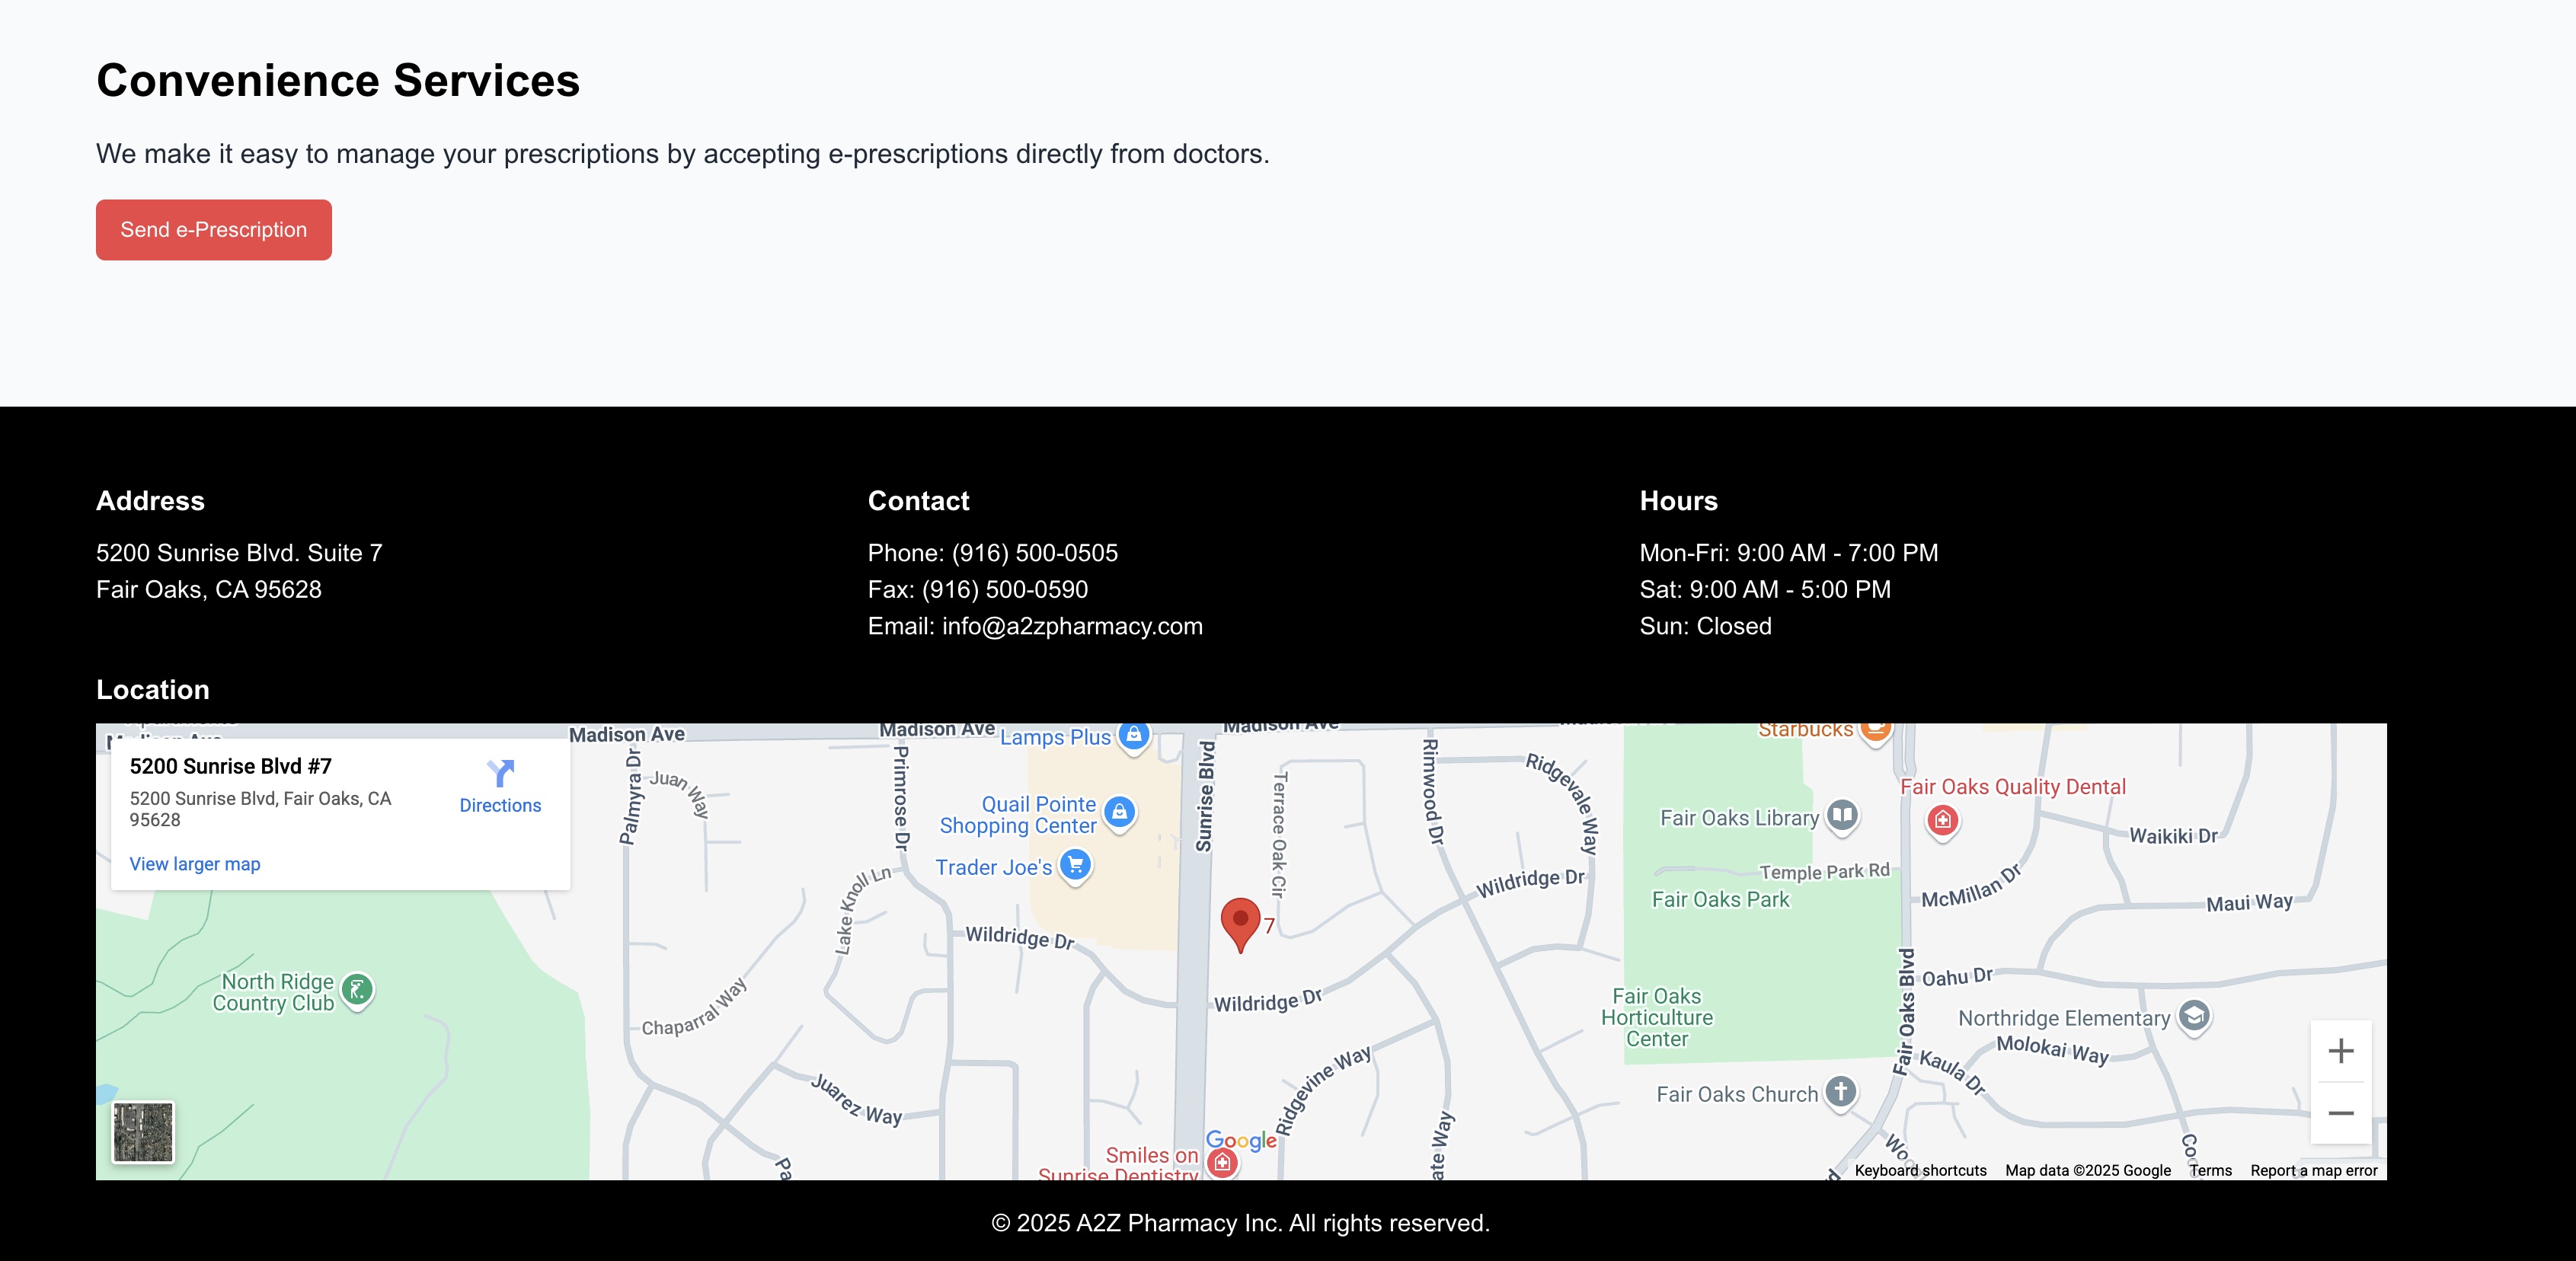 Convenience Services
We make it easy to manage your prescriptions by accepting e-prescriptions directly from doctors.
Send e-Prescription
Address
5200 Sunrise Blvd. Suite 7
Fair Oaks, CA 95628
Contact
Phone: (916) 500-0505
Fax: (916) 500-0590
Email: info@a2zpharmacy.com
Hours
Mon-Fri: 9:00 AM - 7:00 PM
Sat: 9:00 AM - 5:00 PM
Sun: Closed
Location
5200 Sunrise Blvd #7
5200 Sunrise Blvd, Fair Oaks, CA
95628
Directions
View larger map
Madison Ave
Madison Ave
Madison Ave
Madison Ave
Lamps Plus
Starbucks
Palmyra Dr
Juan Way
Primrose Dr
Quail Pointe
Shopping Center
Trader Joe's
Sunrise Blvd
Terrace Oak Cir
Rimwood Dr
Ridgevale Way
Fair Oaks Quality Dental
Fair Oaks Library
Waikiki Dr
Temple Park Rd
Fair Oaks Park
McMillan Dr
Maui Way
Lake Knoll Ln
Wildridge Dr
7
Wildridge Dr
Wildridge Dr
North Ridge
Country Club
Chaparral Way
Fair Oaks
Horticulture
Center
Fair Oaks Blvd
Oahu Dr
Northridge Elementary
Molokai Way
Kaula Dr
Fair Oaks Church
Juarez Way
Ridgevine Way
Google
Smiles on
Sunrise Dentistry
Pa
ate Way
Wo
Coo
Keyboard shortcuts
Map data ©2025 Google
Terms
Report a map error
© 2025 A2Z Pharmacy Inc. All rights reserved.